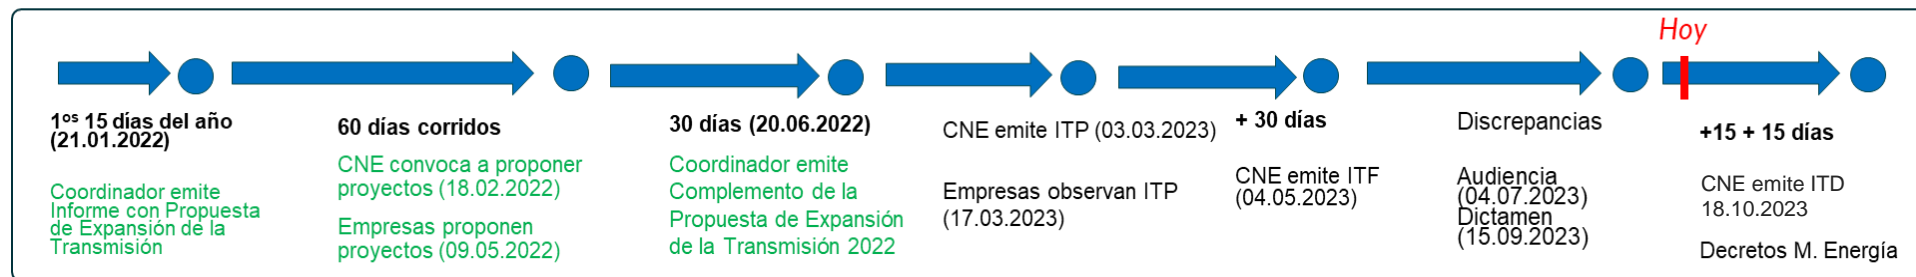 Hoy
1os 15 días del año
(21.01.2022)
Coordinador emite
Informe con Propuesta
de Expansión de la
Transmisión
60 días corridos
CNE convoca a proponer
proyectos (18.02.2022)
Empresas proponen
proyectos (09.05.2022)
30 días (20.06.2022)
Coordinador emite
Complemento de la
Propuesta de Expansión
de la Transmisión 2022
CNE emite ITP (03.03.2023)
Empresas observan ITP
(17.03.2023)
+ 30 días
CNE emite ITF
(04.05.2023)
Discrepancias
Audiencia
(04.07.2023)
Dictamen
(15.09.2023)
+15 + 15 días
CNE emite ITD
18.10.2023
Decretos M. Energía